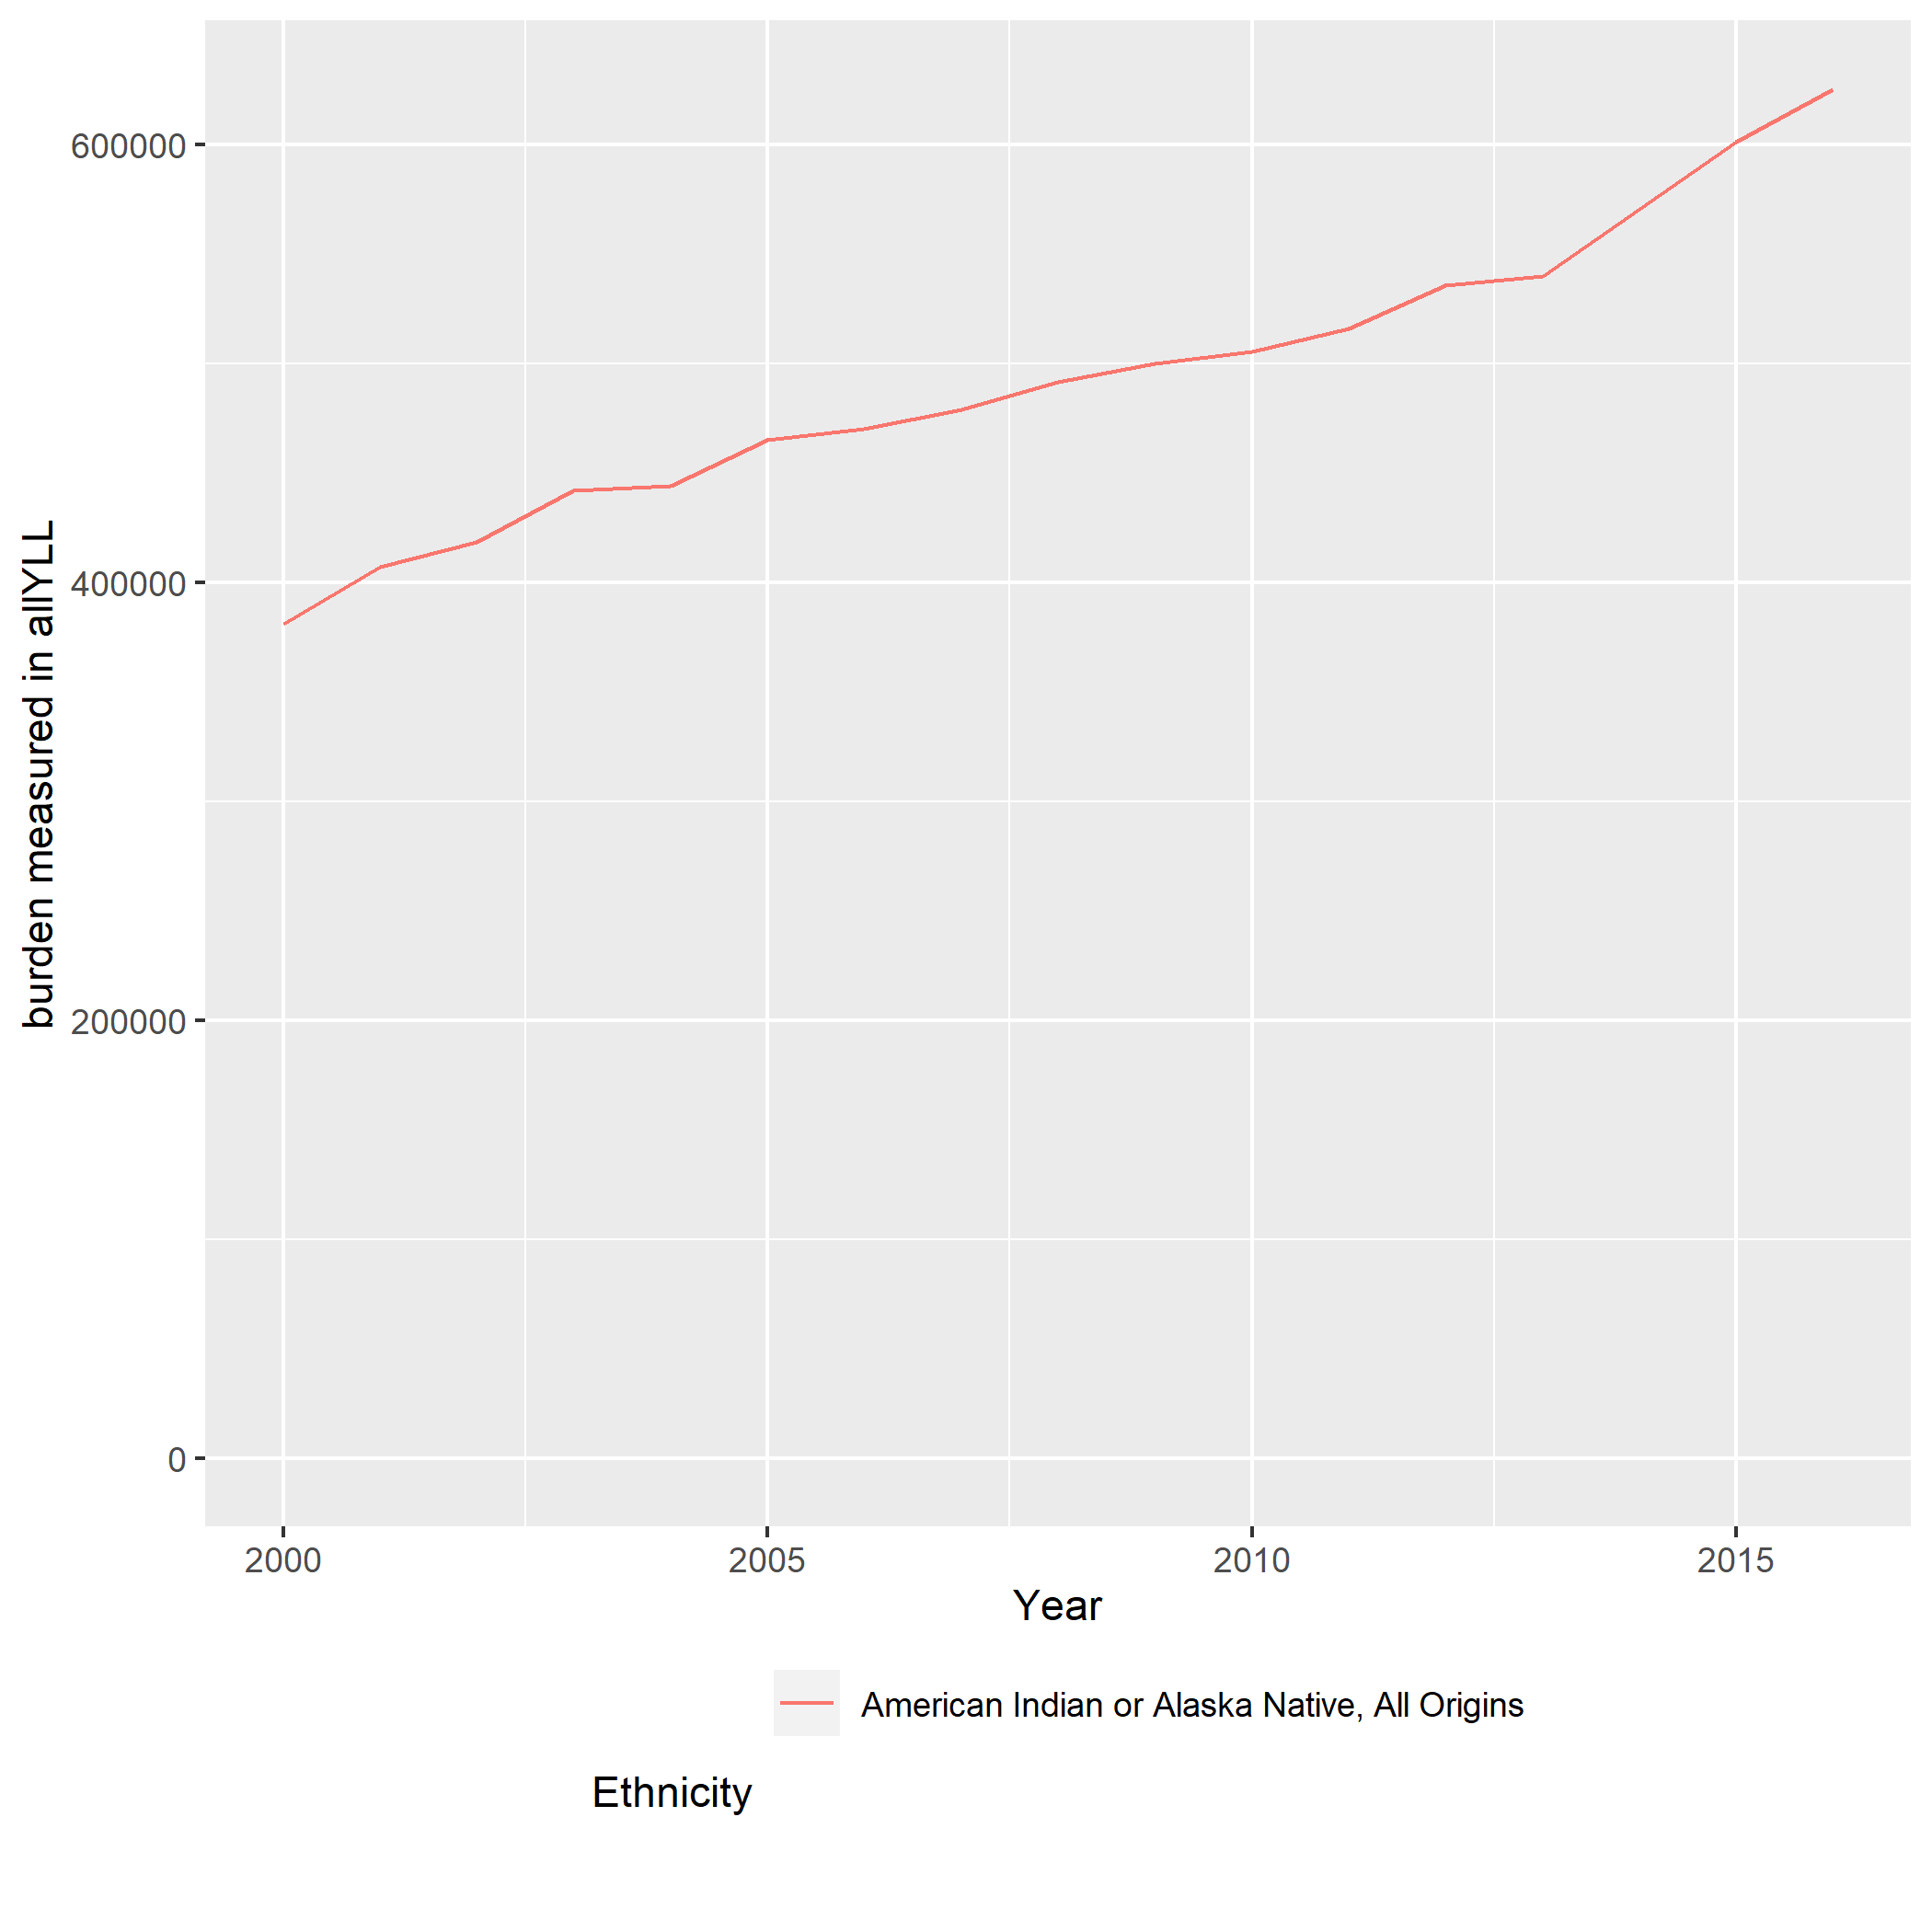 burden measured in allYLL
600000
400000
200000
0
2000
2005
2010
2015
Year
American Indian or Alaska Native, All Origins
Ethnicity